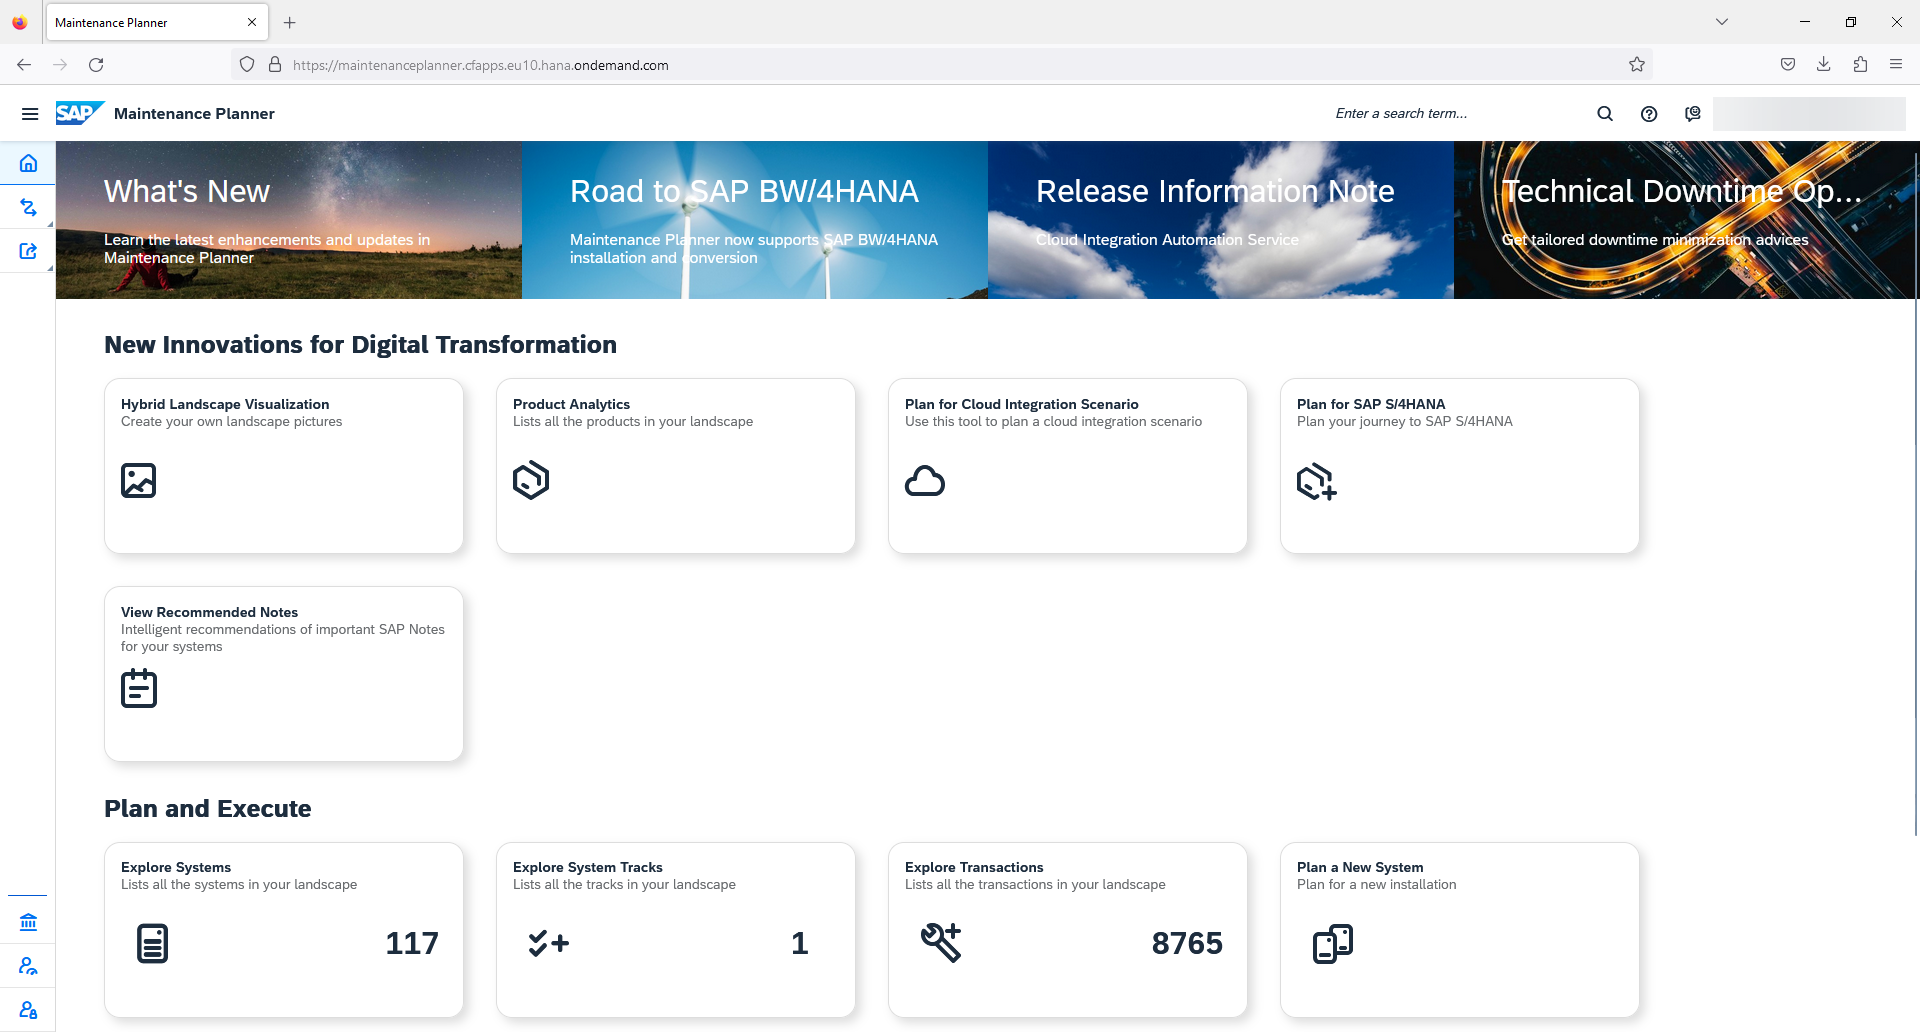 Maintenance Planner
https://maintenanceplanner.cfapps.eu10.hana.ondemand.com
SAP
Maintenance Planner
Enter a search term...
What's New
Learn the latest enhancements and updates in
Maintenance Planner
Road to SAP BW/4HANA
Maintenance Planner now supports SAP BW/4HANA
installation and conversion
Release Information Note
Cloud Integration Automation Service
Technical Downtime Op...
Get tailored downtime minimization advices
New Innovations for Digital Transformation
Hybrid Landscape Visualization
Create your own landscape pictures
Product Analytics
Lists all the products in your landscape
Plan for Cloud Integration Scenario
Use this tool to plan a cloud integration scenario
Plan for SAP S/4HANA
Plan your journey to SAP S/4HANA
View Recommended Notes
Intelligent recommendations of important SAP Notes
for your systems
Plan and Execute
Explore Systems
Lists all the systems in your landscape
117
Explore System Tracks
Lists all the tracks in your landscape
1
Explore Transactions
Lists all the transactions in your landscape
8765
Plan a New System
Plan for a new installation